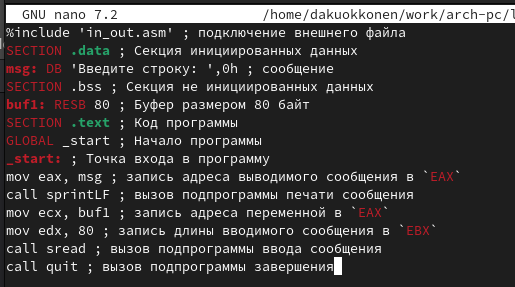 GNU nano 7.2 /home/dakuokkonen/work/arch-pc/
%include 'in_out.asm' ; подключение внешнего файла
SECTION .data ; Секция инициированных данных
msg: DB 'Введите строку: ',0h ; сообщение
SECTION .bss ; Секция не инициированных данных
buf1: RESB 80 ; Буфер размером 80 байт
SECTION .text ; Код программы
GLOBAL _start ; Начало программы
_start: ; Точка входа в программу
mov eax, msg ; запись адреса выводимого сообщения в `EAX`
call sprintLF ; вызов подпрограммы печати сообщения
mov ecx, buf1 ; запись адреса переменной в `EAX`
mov edx, 80 ; запись длины вводимого сообщения в `EBX`
call sread ; вызов подпрограммы ввода сообщения
call quit ; вызов подпрограммы завершения